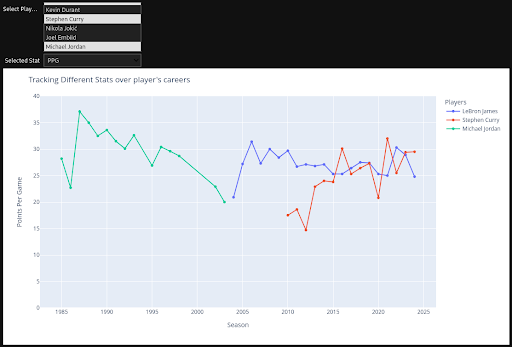 Select Play...
Kevin Durant
Stephen Curry
Nikola Jokić
Joel Embiid
Michael Jordan
Selected Stat
PPG
Tracking Different Stats over player's careers
Players
LeBron James
Stephen Curry
Michael Jordan
Points Per Game
40
35
30
25
20
15
10
5
0
1985 1990 1995 2000 2005 2010 2015 2020 2025
Season